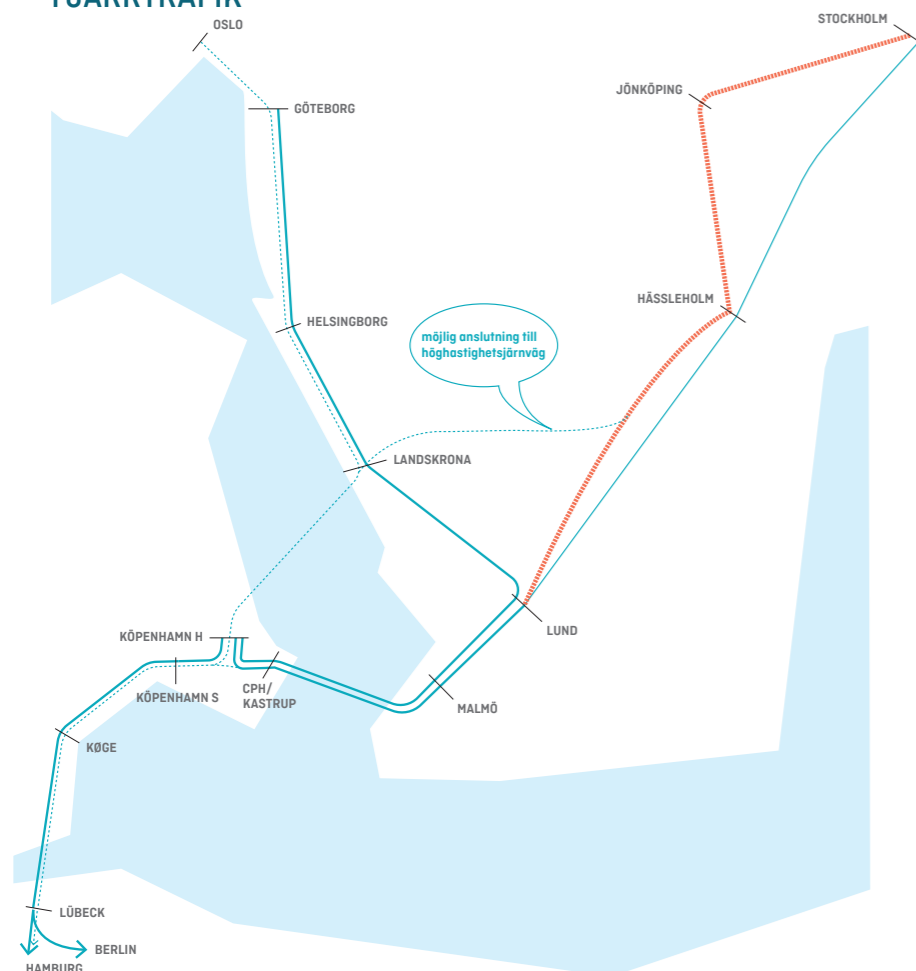 FJÄRRTRAFIK
OSLO
STOCKHOLM
GÖTEBORG
JÖNKÖPING
HÄSSLEHOLM
HELSINGBORG
möjlig anslutning till
höghastighetsjärnväg
LANDSKRONA
LUND
KÖPENHAMN H
KÖPENHAMN S
CPH/
KASTRUP
MALMÖ
KØGE
LÜBECK
BERLIN
HAMBURG